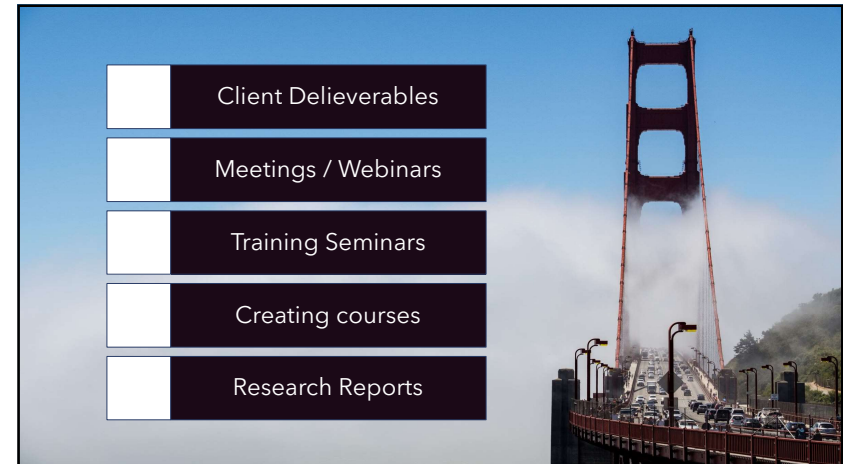 Client Delieverables
Meetings / Webinars
Training Seminars
Creating courses
Research Reports